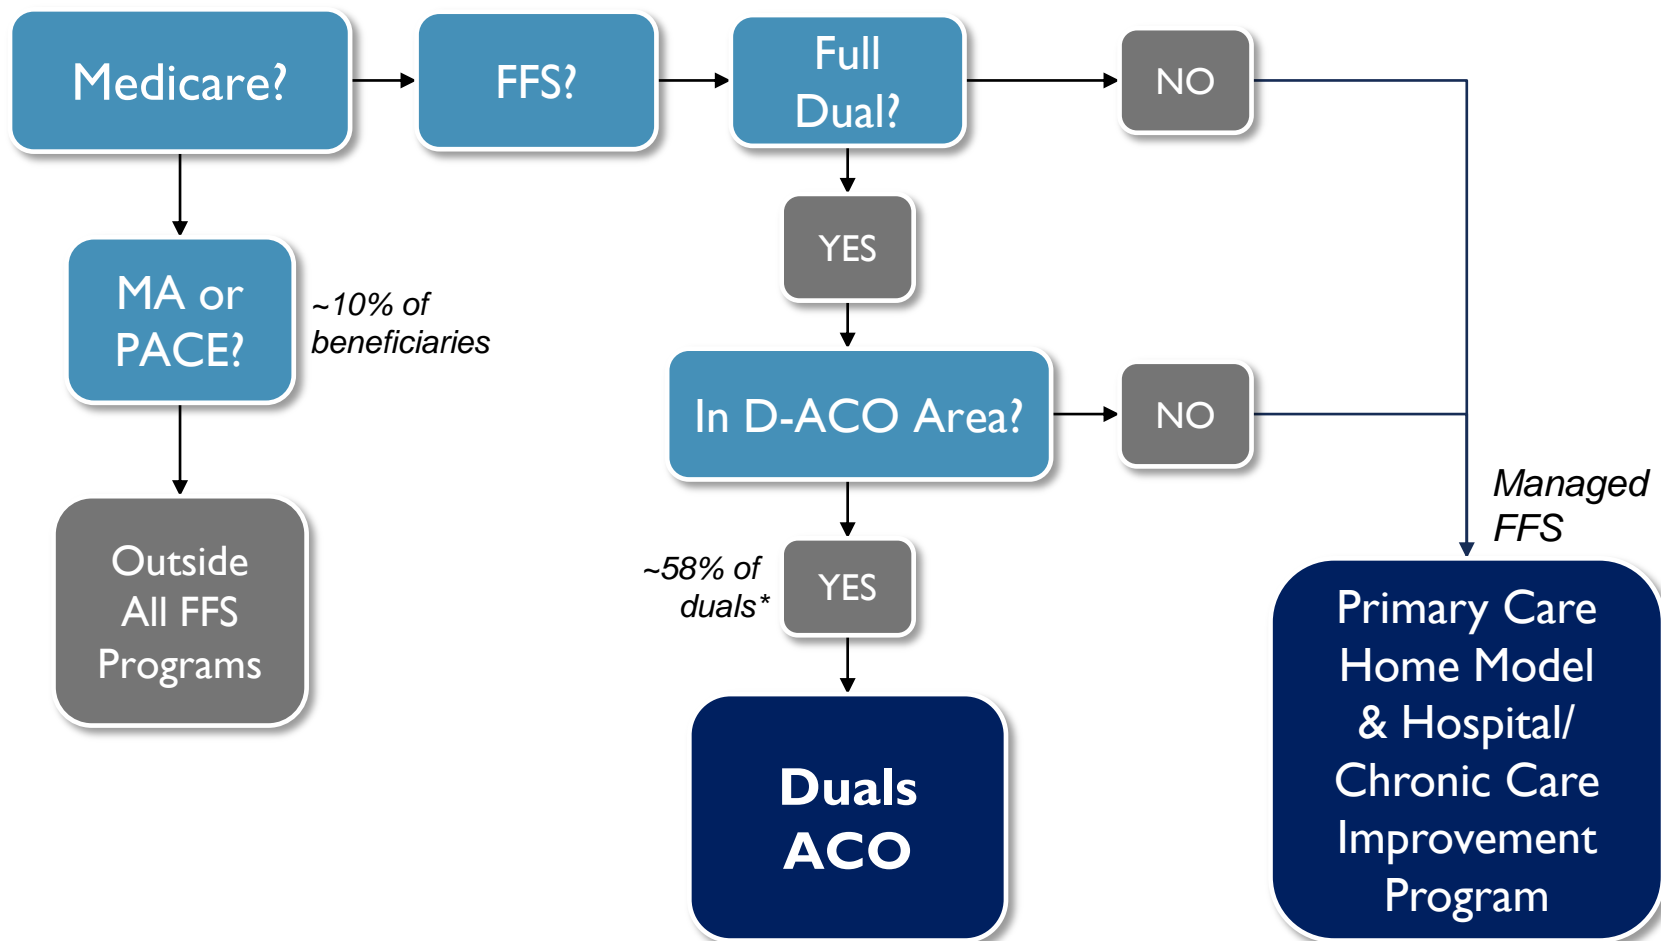 Medicare?
FFS?
Full
Dual?
NO
YES
MA or
PACE?
~10% of
beneficiaries
In D-ACO Area?
NO
Managed
FFS
Outside
All FFS
Programs
~58% of
duals*
YES
Duals
ACO
Primary Care
Home Model
& Hospital/
Chronic Care
Improvement
Program